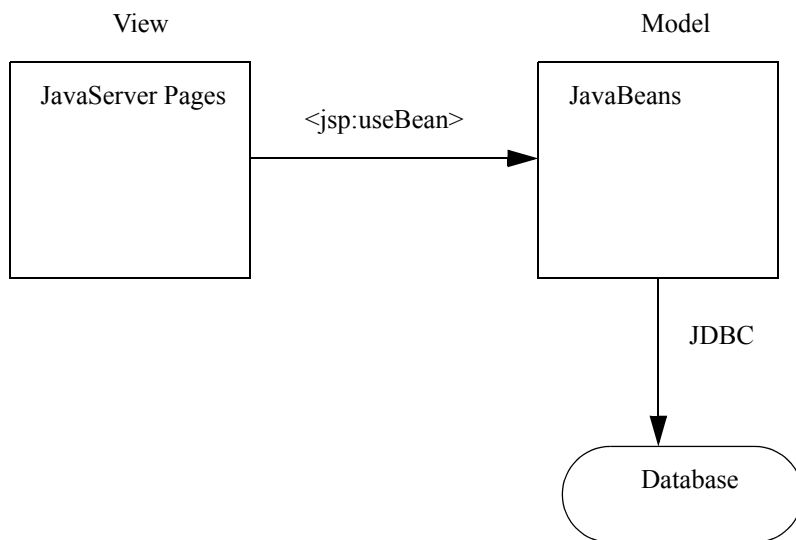 View
Model
JavaServer Pages
JavaBeans
<jsp:useBean>
JDBC
Database